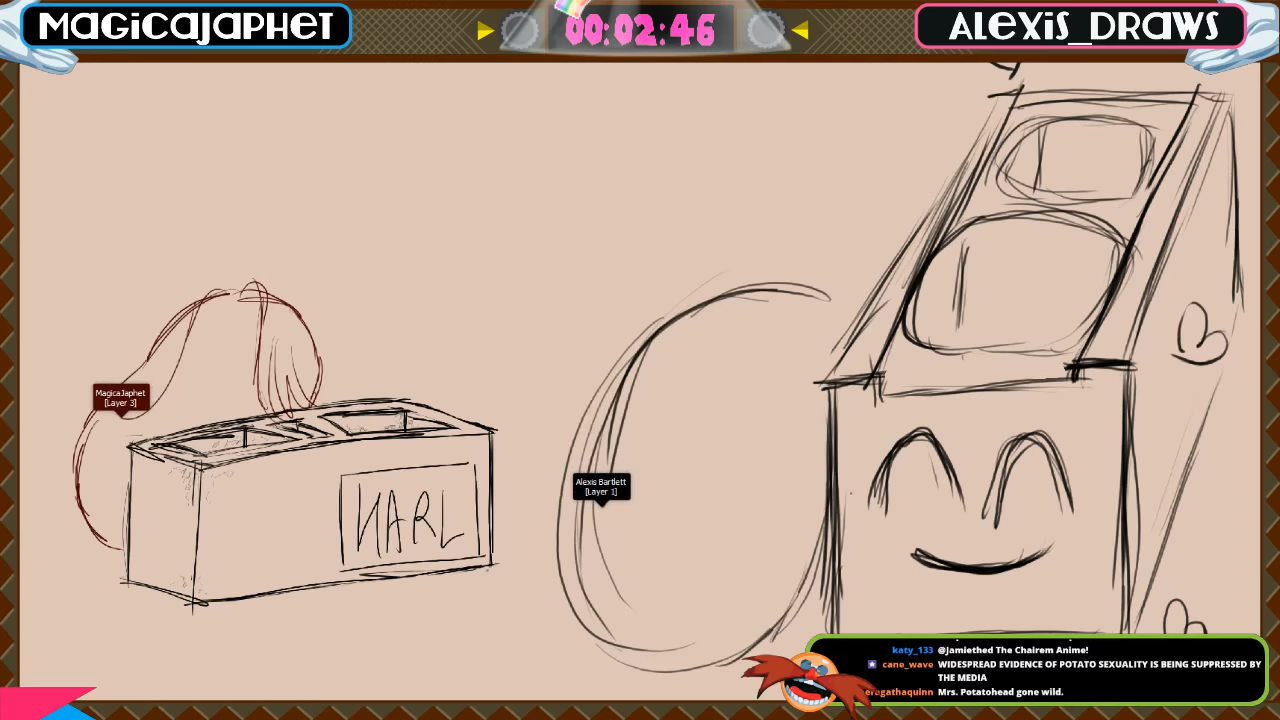 MAGICAJAPHET
00:02:46
ALEXIS_DRAWS
MagicaJaphet
[Layer 3]
Alexis Bartlett
[Layer 1]
KARL
katy_133 @Jamiethed The Chairem Anime!
cano_wave WIDESPREAD EVIDENCE OF POTATO SEXUALITY IS BEING SUPPRESSED BY
THE MEDIA
Mrs. Potatohead gone wild.